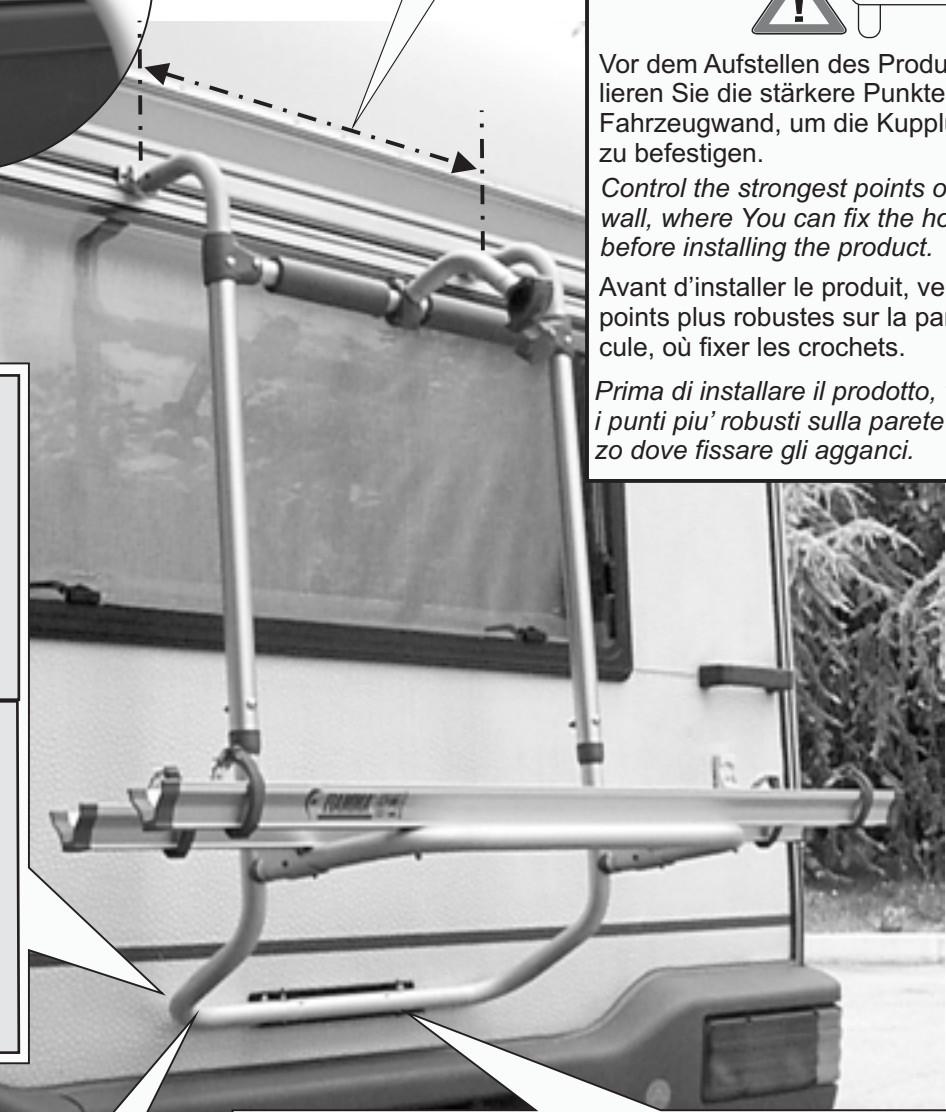 Vor dem Aufstellen des Produ
lieren Sie die stärkere Punkte
Fahrzeugwand, um die Kupplu
zu befestigen.
Control the strongest points o
wall, where You can fix the ho
before installing the product.
Avant d’installer le produit, ve
points plus robustes sur la par
cule, où fixer les crochets.
Prima di installare il prodotto,
i punti piu’ robusti sulla parete
zo dove fissare gli agganci.
FIAMMA